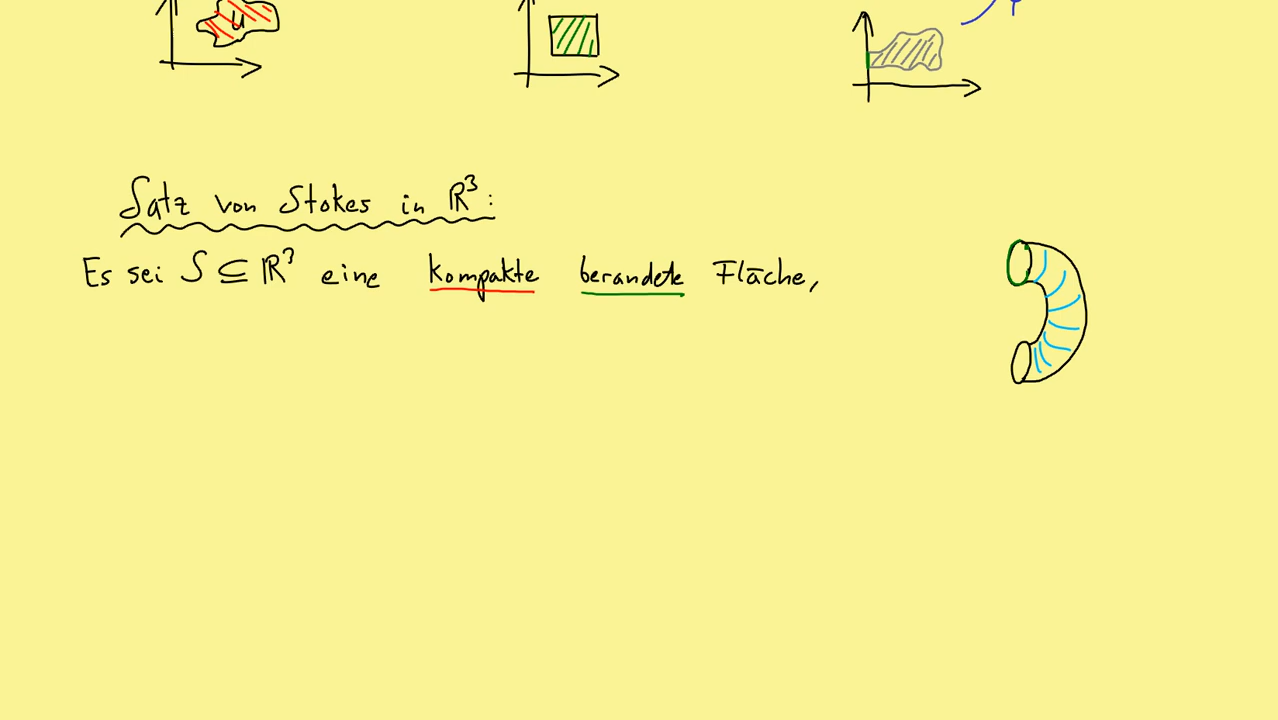 U
φ
Satz von Stokes in ℝ³:
Es sei S ⊆ ℝ³ eine kompakte berandete Fläche,